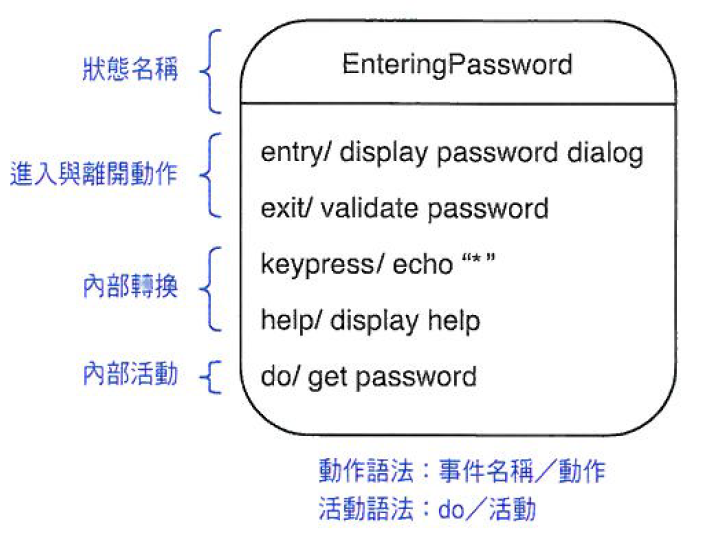 狀態名稱
EnteringPassword
進入與離開動作
entry/ display password dialog
exit/ validate password
內部轉換
keypress/ echo “*”
help/ display help
內部活動
do/ get password
動作語法：事件名稱／動作
活動語法：do／活動